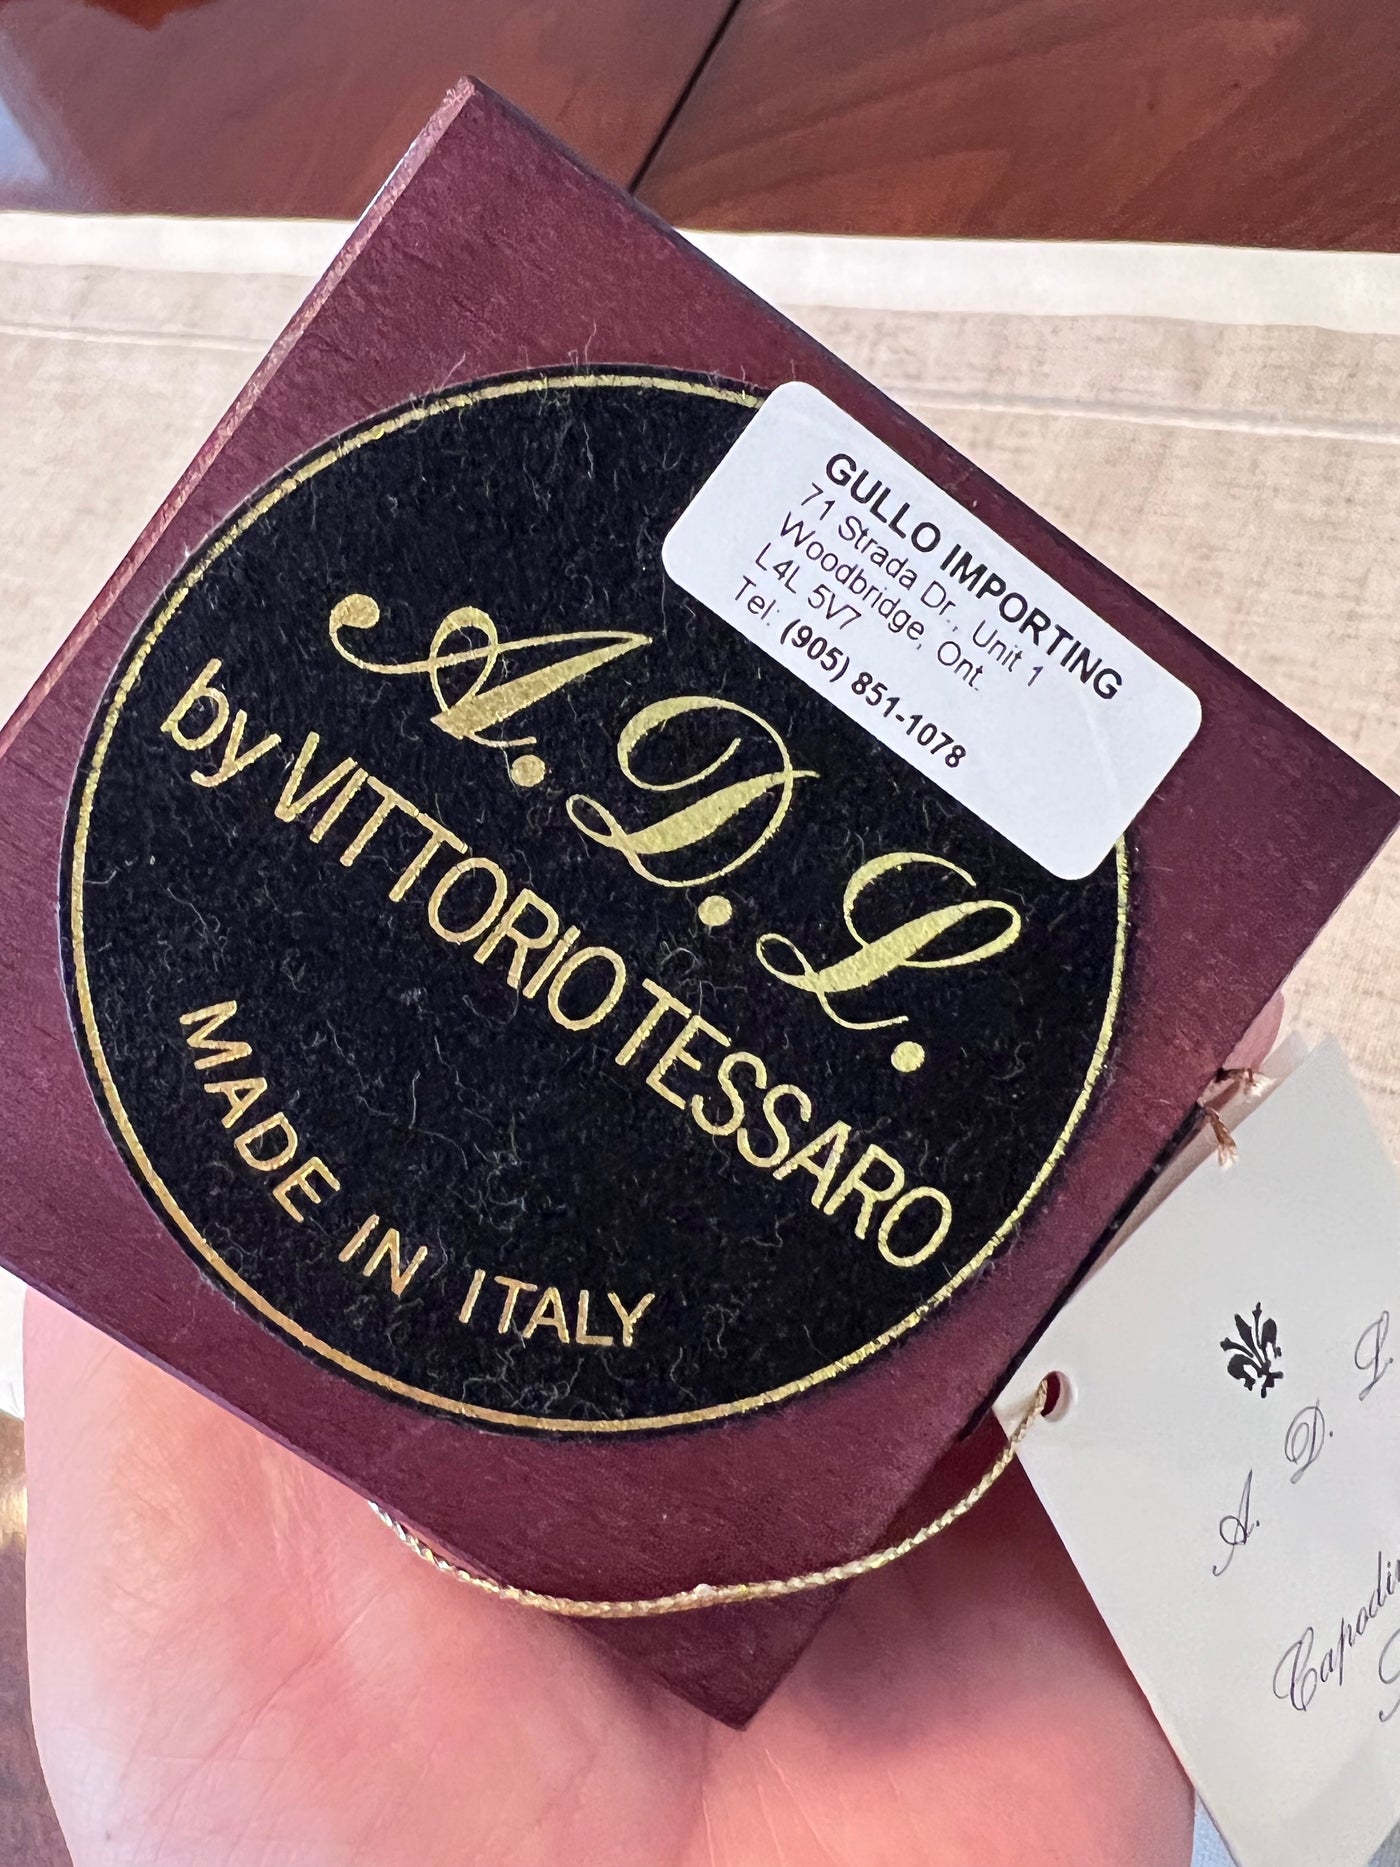 GULLO IMPORTING
71 Strada Dr., Unit 1
Woodbridge, Ont.
L4L 5V7
Tel: (905) 851-1078
A.D.L.
by VITTORIO TESSARO
MADE IN ITALY
A. D. L.